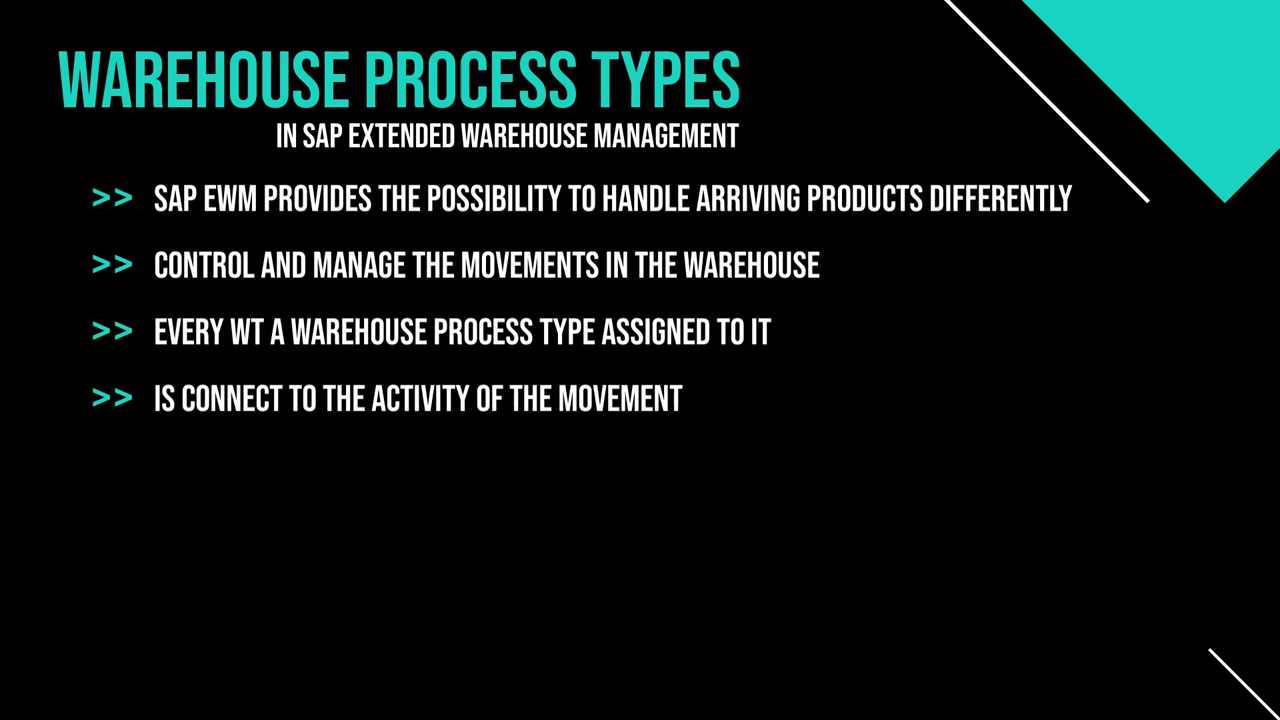 WAREHOUSE PROCESS TYPES
IN SAP EXTENDED WAREHOUSE MANAGEMENT
>> SAP EWM PROVIDES THE POSSIBILITY TO HANDLE ARRIVING PRODUCTS DIFFERENTLY
>> CONTROL AND MANAGE THE MOVEMENTS IN THE WAREHOUSE
>> EVERY WT A WAREHOUSE PROCESS TYPE ASSIGNED TO IT
>> IS CONNECT TO THE ACTIVITY OF THE MOVEMENT